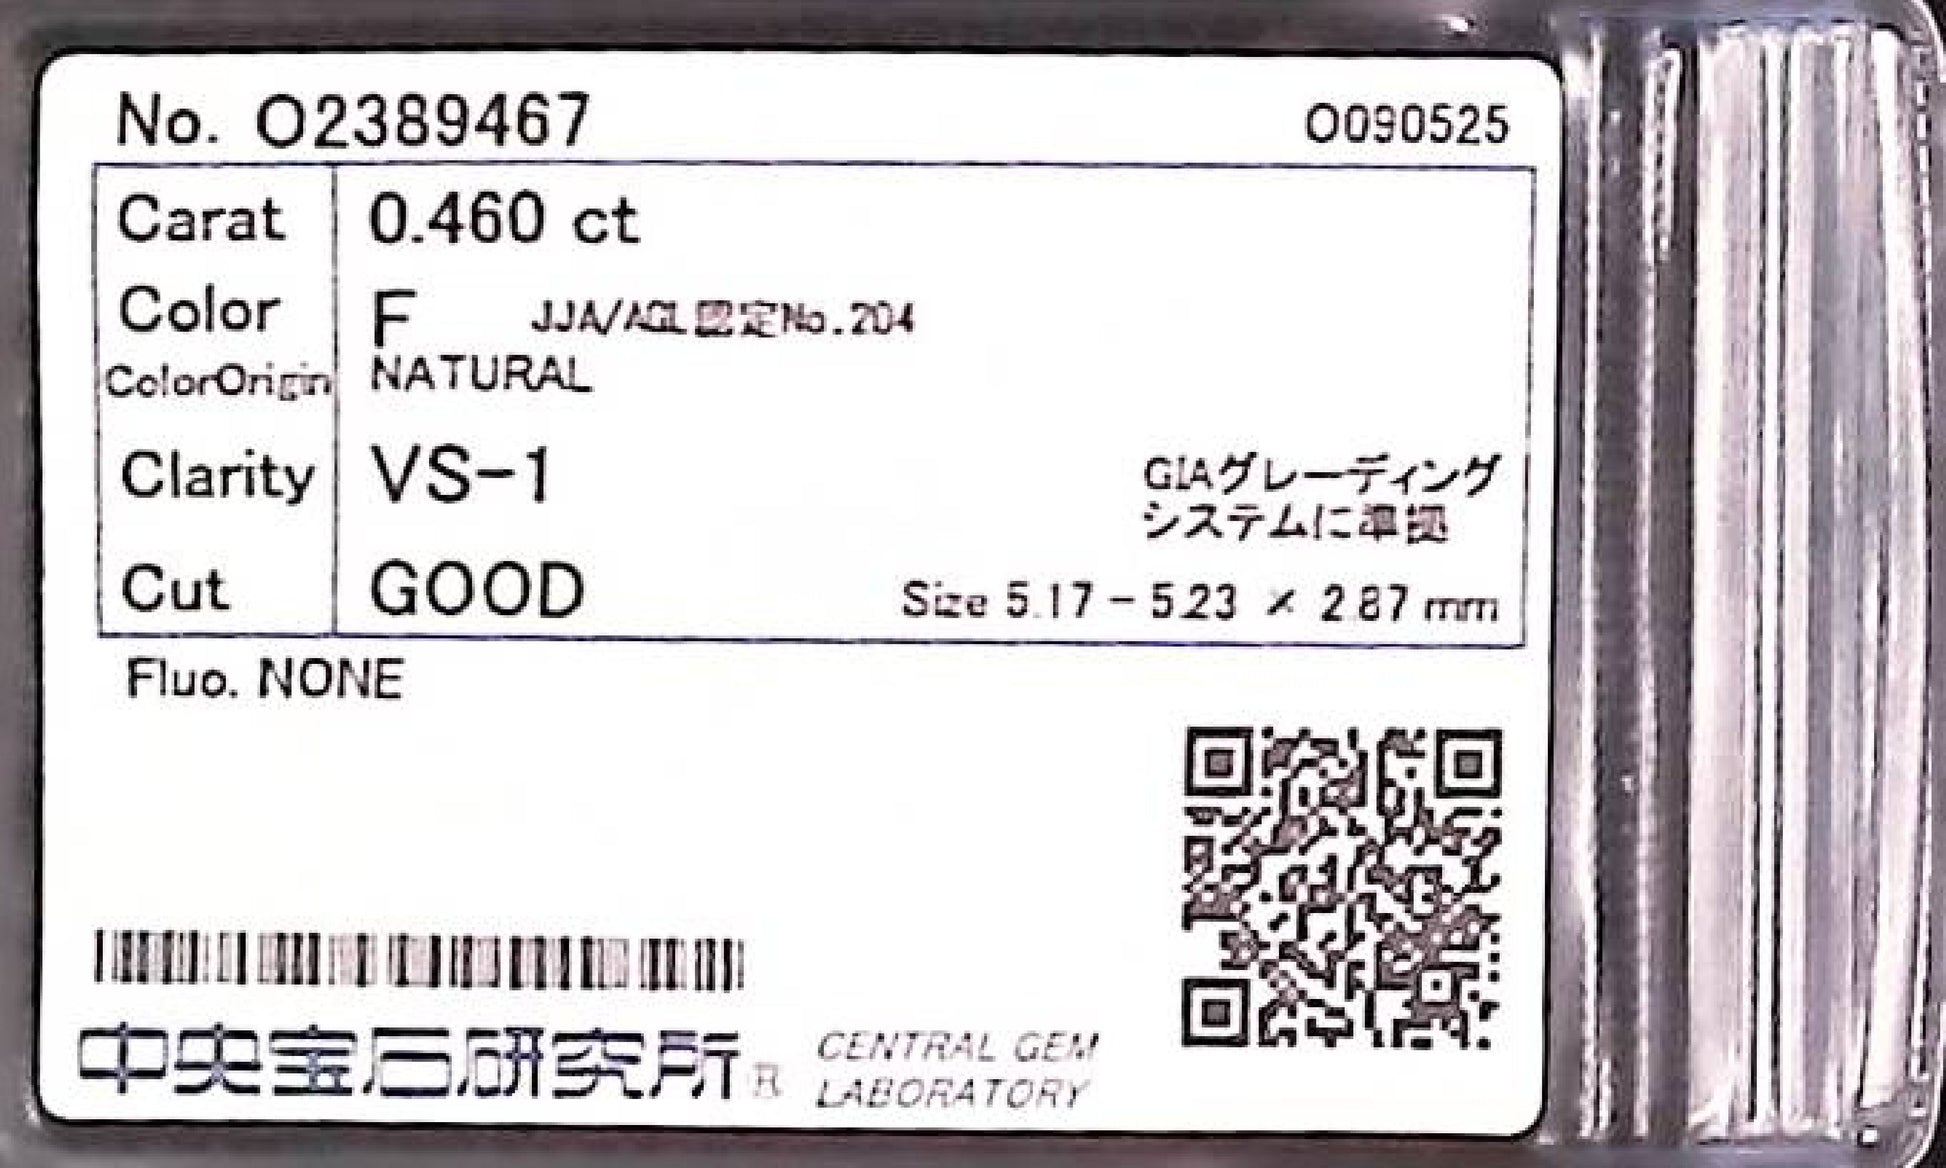 No. O2389467 O090525
Carat 0.460 ct
Color F JJA/AGL認定No.204
ColorOrigin NATURAL
Clarity VS-1 GIAグレーディング
システムに準拠
Cut GOOD Size 5.17 - 5.23 × 2.87 mm
Fluo. NONE
中央宝石研究所® CENTRAL GEM
LABORATORY